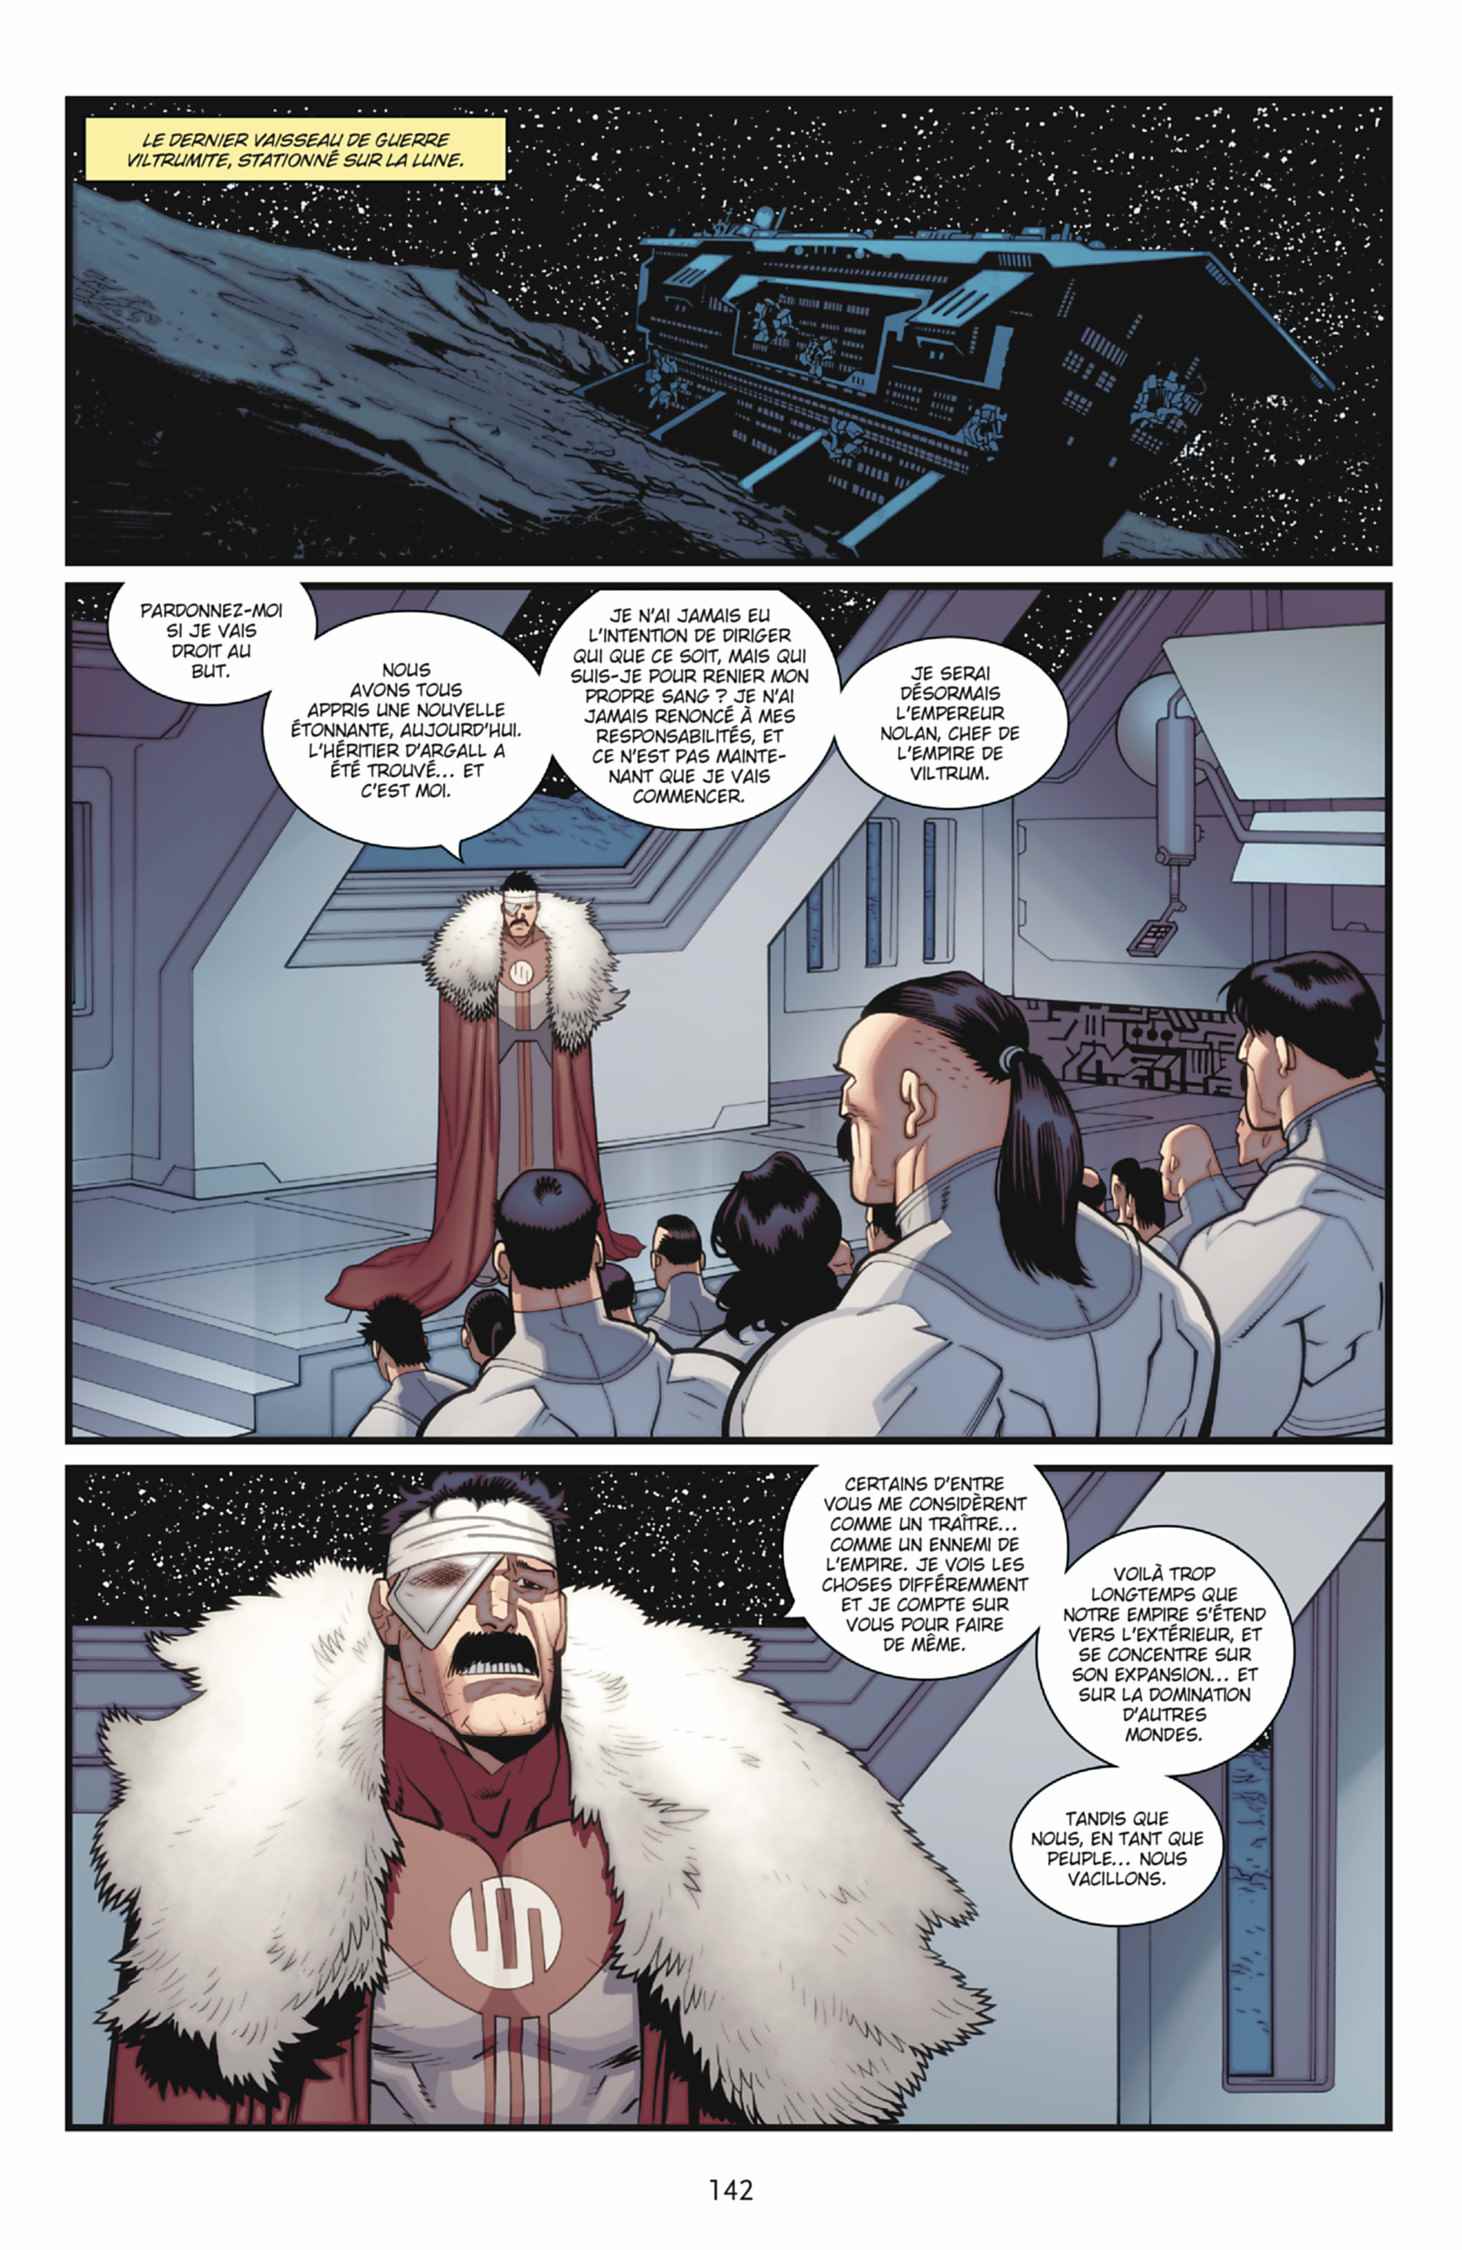 LE DERNIER VAISSEAU DE GUERRE
VILTRUMITE, STATIONNÉ SUR LA LUNE.
PARDONNEZ-MOI
SI JE VAIS
DROIT AU
BUT.
NOUS
AVONS TOUS
APPRIS UNE NOUVELLE
ÉTONNANTE, AUJOURD'HUI.
L'HÉRITIER D'ARGALL A
ÉTÉ TROUVÉ... ET
C'EST MOI.
JE N'AI JAMAIS EU
L'INTENTION DE DIRIGER
QUI QUE CE SOIT, MAIS QUI
SUIS-JE POUR RENIER MON
PROPRE SANG ? JE N'AI
JAMAIS RENONCÉ À MES
RESPONSABILITÉS, ET
CE N'EST PAS MAINTE-
NANT QUE JE VAIS
COMMENCER.
JE SERAI
DÉSORMAIS
L'EMPEREUR
NOLAN, CHEF DE
L'EMPIRE DE
VILTRUM.
CERTAINS D'ENTRE
VOUS ME CONSIDÈRENT
COMME UN TRAÎTRE...
COMME UN ENNEMI DE
L'EMPIRE. JE VOIS LES
CHOSES DIFFÉREMMENT
ET JE COMPTE SUR
VOUS POUR FAIRE
DE MÊME.
VOILÀ TROP
LONGTEMPS QUE
NOTRE EMPIRE S'ÉTEND
VERS L'EXTÉRIEUR, ET
SE CONCENTRE SUR
SON EXPANSION... ET
SUR LA DOMINATION
D'AUTRES
MONDES.
TANDIS QUE
NOUS, EN TANT QUE
PEUPLE... NOUS
VACILLONS.
142